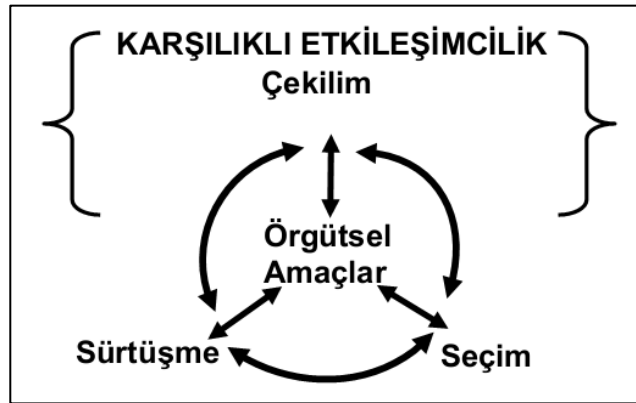 KARŞILIKLI ETKİLEŞİMCİLİK
Çekilim
Örgütsel
Amaçlar
Sürtüşme
Seçim